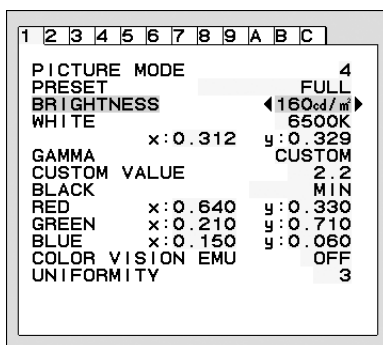 1 2 3 4 5 6 7 8 9 A B C
PICTURE MODE 4
PRESET FULL
BRIGHTNESS 160cd/㎡
WHITE 6500K
x:0.312 y:0.329
GAMMA CUSTOM
CUSTOM VALUE 2.2
BLACK MIN
RED x:0.640 y:0.330
GREEN x:0.210 y:0.710
BLUE x:0.150 y:0.060
COLOR VISION EMU OFF
UNIFORMITY 3